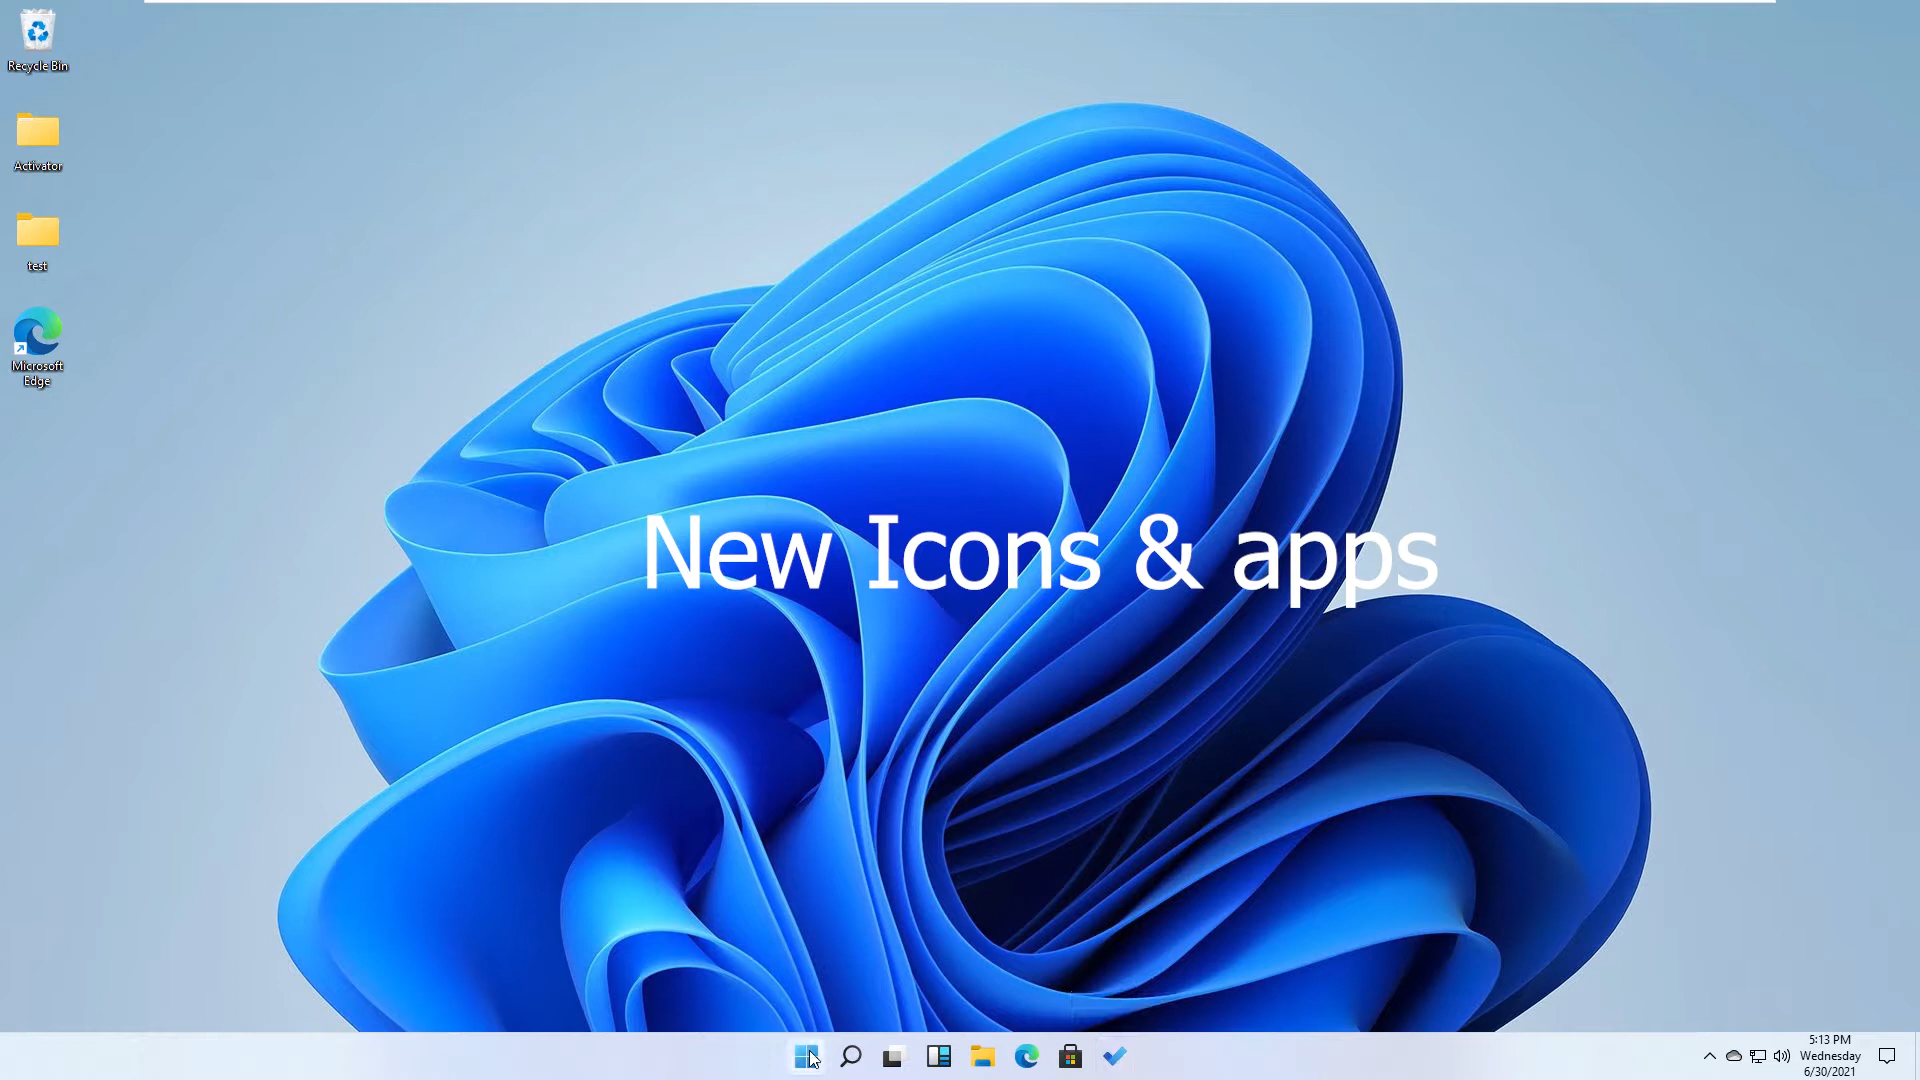 Recycle Bin
Activator
test
Microsoft
Edge
New Icons & apps
5:13 PM
Wednesday
6/30/2021